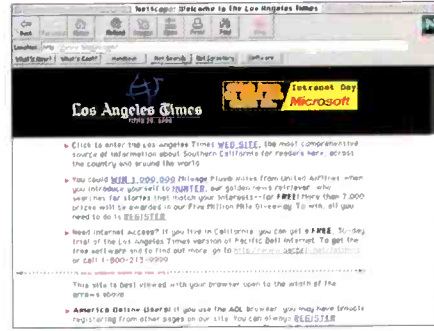 Netscape: Welcome to the Los Angeles Times
Back Reload Images Open Print Find
Location:
What's New? What's Cool? Handbook Net Search Net Directory Software
Los Angeles Times
Intranet Day
Microsoft
Click to enter the Los Angeles Times WEB SITE, the most comprehensive
source of information about Southern California for readers here, across
the country and around the world.
You could WIN 1,000,000 Mileage Plus® miles from United Airlines when
you introduce yourself to HUNTER, our golden news retriever who
searches for stories that match your interests--for FREE! More than 7,000
prizes will be awarded in our Five Million Mile Giveaway. To win, all you
need to do is REGISTER
Need Internet Access? If you live in California, you can get a FREE, 30-day
trial of the Los Angeles Times version of Pacific Bell Internet. To get the
free software and to find out more, go to
or call 1-800-213-9999
This site is best viewed with your browser open to the width of the
arrows above
America Online Users: If you use the AOL browser, you may have trouble
registering from other pages on our site. You can always REGISTER